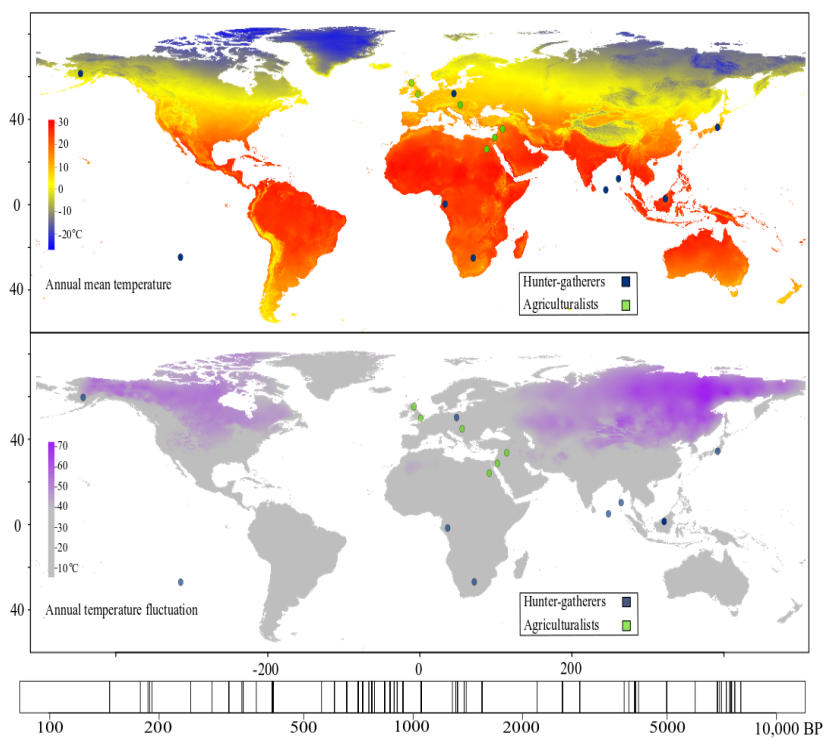 40
0
40
30
20
10
0
-10
-20°C
Annual mean temperature
Hunter-gatherers
Agriculturalists
40
0
40
70
60
50
40
30
20
10°C
Annual temperature fluctuation
Hunter-gatherers
Agriculturalists
-200 0 200
100 200 500 1000 2000 5000 10,000 BP